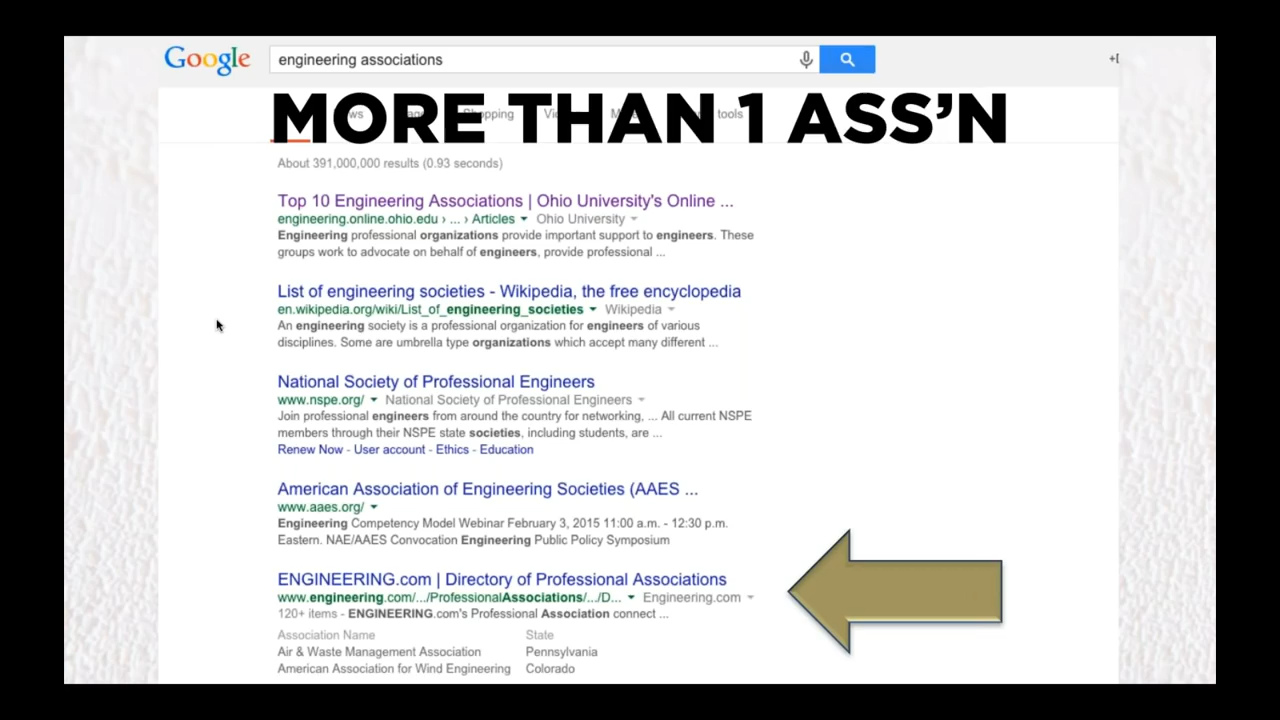 Google
engineering associations
+[
MORE THAN 1 ASS'N
Shopping tools
About 391,000,000 results (0.93 seconds)
Top 10 Engineering Associations | Ohio University's Online ...
engineering.online.ohio.edu › ... › Articles Ohio University
Engineering professional organizations provide important support to engineers. These
groups work to advocate on behalf of engineers, provide professional ...
List of engineering societies - Wikipedia, the free encyclopedia
en.wikipedia.org/wiki/List_of_engineering_societies Wikipedia
An engineering society is a professional organization for engineers of various
disciplines. Some are umbrella type organizations which accept many different ...
National Society of Professional Engineers
www.nspe.org/ National Society of Professional Engineers
Join professional engineers from around the country for networking, ... All current NSPE
members through their NSPE state societies, including students, are ...
Renew Now - User account - Ethics - Education
American Association of Engineering Societies (AAES ...
www.aaes.org/
Engineering Competency Model Webinar February 3, 2015 11:00 a.m. - 12:30 p.m.
Eastern. NAE/AAES Convocation Engineering Public Policy Symposium
ENGINEERING.com | Directory of Professional Associations
www.engineering.com/.../ProfessionalAssociations/.../D... Engineering.com
120+ items - ENGINEERING.com's Professional Association connect ...
Association Name State
Air & Waste Management Association Pennsylvania
American Association for Wind Engineering Colorado